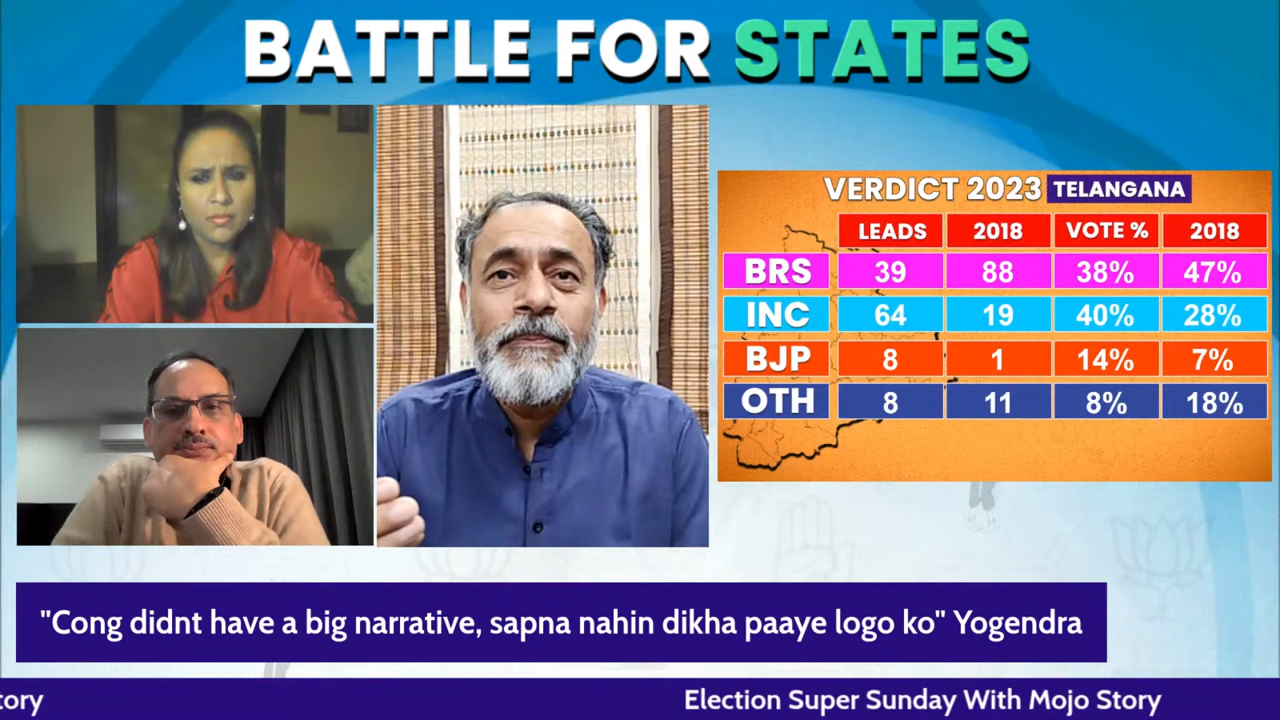 BATTLE FOR STATES
VERDICT 2023 TELANGANA
LEADS 2018 VOTE % 2018
BRS 39 88 38% 47%
INC 64 19 40% 28%
BJP 8 1 14% 7%
OTH 8 11 8% 18%
"Cong didnt have a big narrative, sapna nahin dikha paaye logo ko" Yogendra
tory Election Super Sunday With Mojo Story